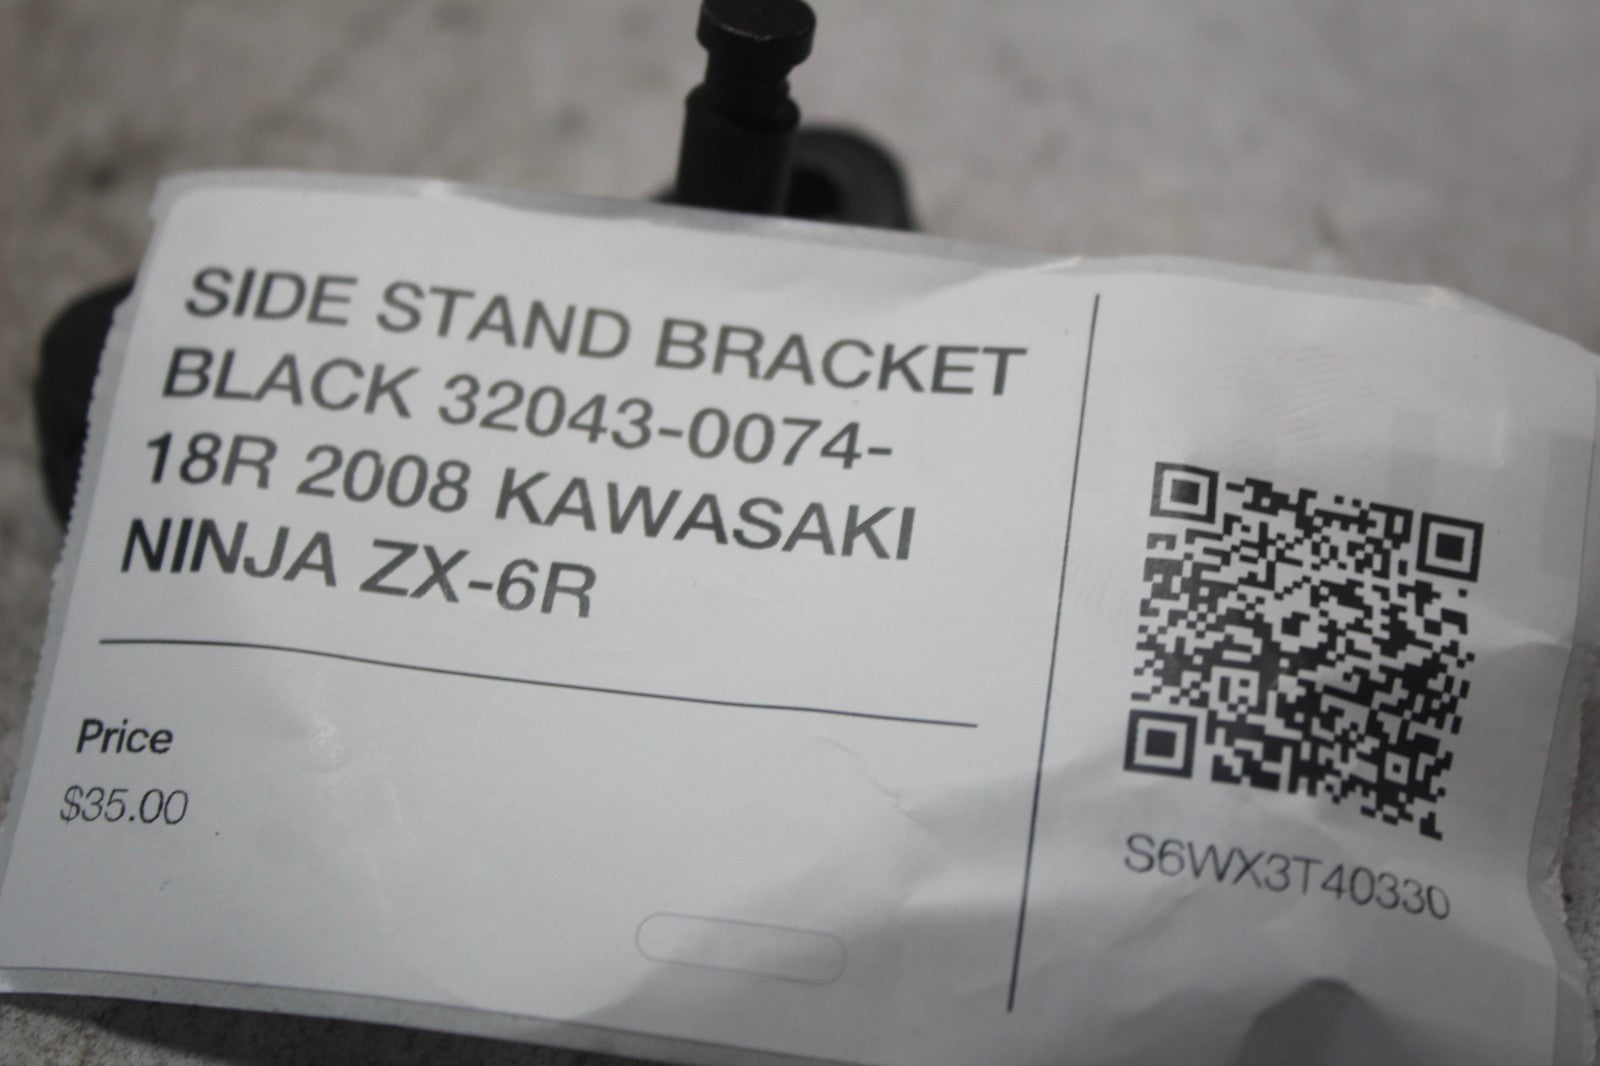 SIDE STAND BRACKET
BLACK 32043-0074-
18R 2008 KAWASAKI
NINJA ZX-6R
Price
$35.00
S6WX3T40330